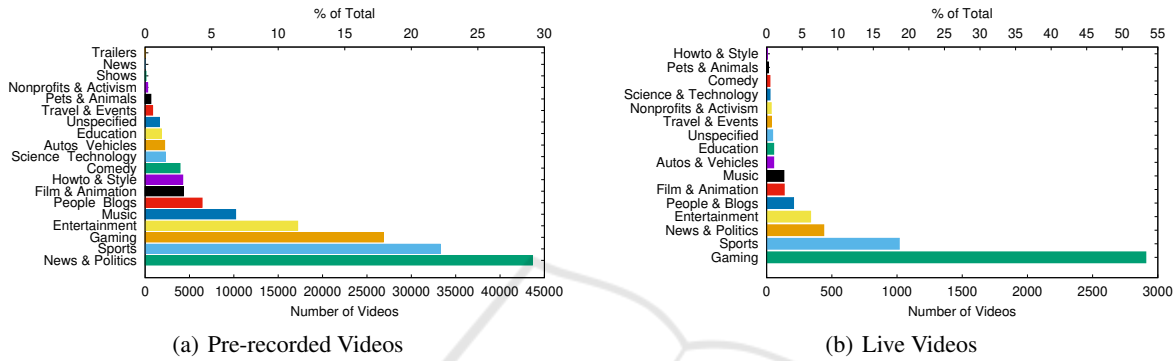 % of Total
0 6 12 18 24 30
Trailers
News
Shows
Nonprofits & Activism
Pets & Animals
Travel & Events
Unspecified
Education
Autos Vehicles
Science Technology
Comedy
Howto & Style
Film & Animation
People Blogs
Music
Entertainment
Gaming
Sports
News & Politics
0 5000 10000 15000 20000 25000 30000 35000 40000 45000
Number of Videos
(a) Pre-recorded Videos
% of Total
0 5 10 15 20 25 30 35 40 45 50 55
Howto & Style
Pets & Animals
Comedy
Science & Technology
Nonprofits & Activism
Travel & Events
Unspecified
Education
Autos & Vehicles
Music
Film & Animation
People & Blogs
Entertainment
News & Politics
Sports
Gaming
0 500 1000 1500 2000 2500 3000
Number of Videos
(b) Live Videos